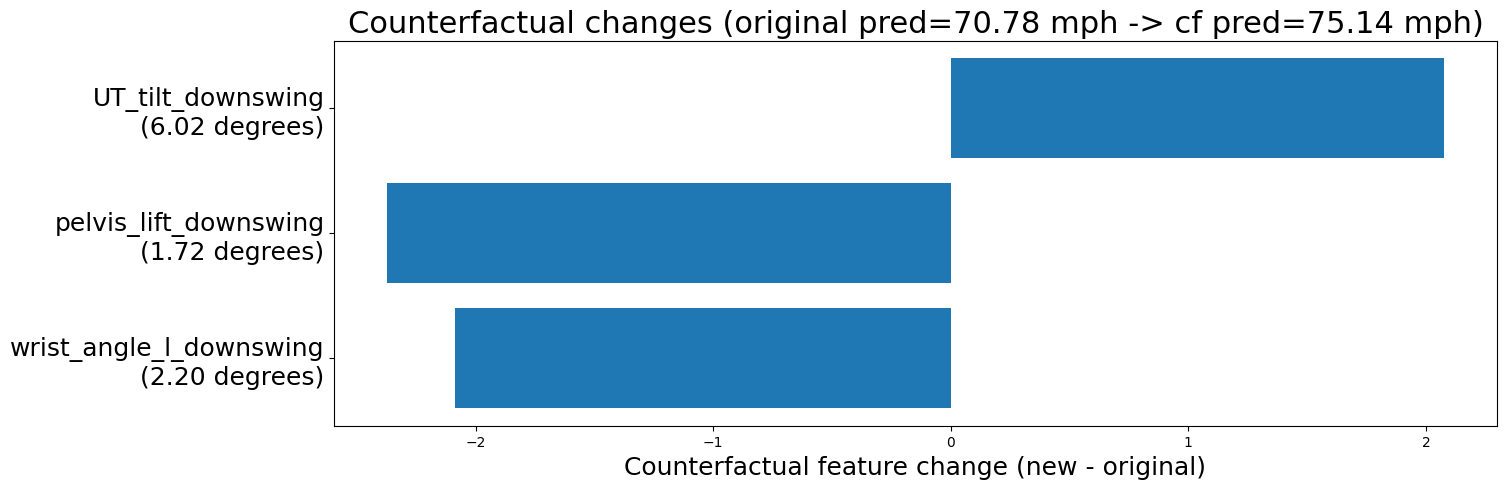 Counterfactual changes (original pred=70.78 mph -> cf pred=75.14 mph)
UT_tilt_downswing
(6.02 degrees)
pelvis_lift_downswing
(1.72 degrees)
wrist_angle_l_downswing
(2.20 degrees)
−2 −1 0 1 2
Counterfactual feature change (new - original)